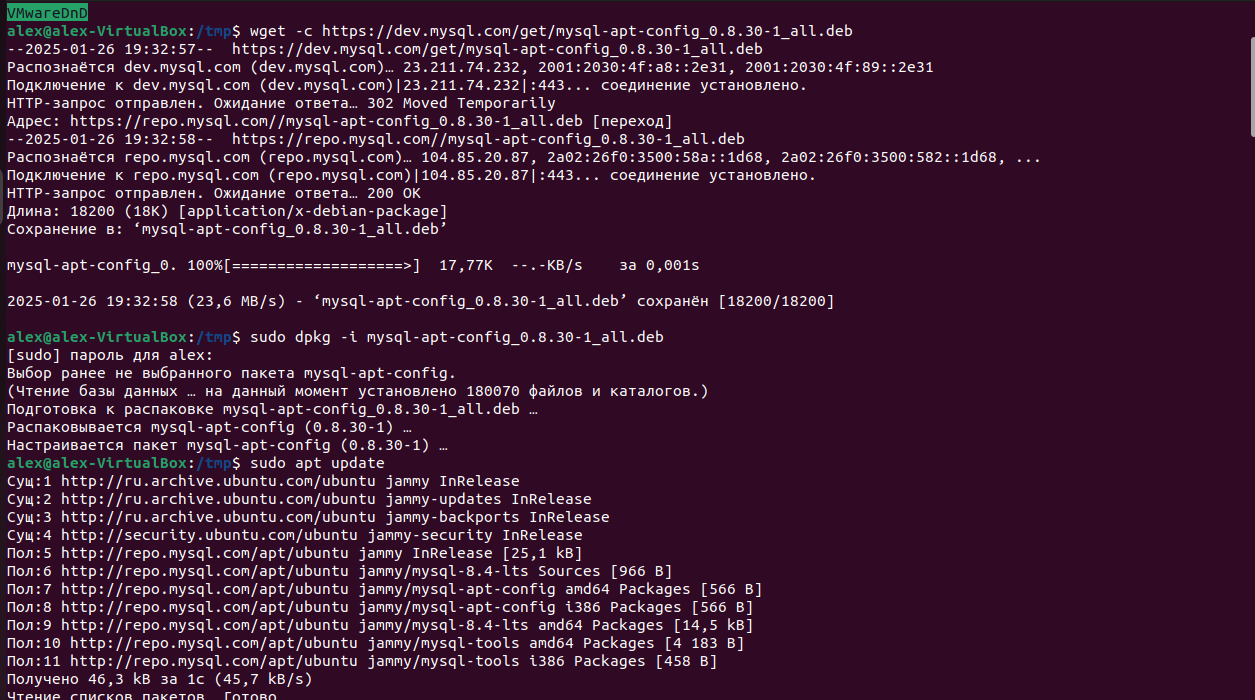 VMwareDnD
alex@alex-VirtualBox:/tmp$ wget -c https://dev.mysql.com/get/mysql-apt-config_0.8.30-1_all.deb
--2025-01-26 19:32:57--  https://dev.mysql.com/get/mysql-apt-config_0.8.30-1_all.deb
Распознаётся dev.mysql.com (dev.mysql.com)… 23.211.74.232, 2001:2030:4f:a8::2e31, 2001:2030:4f:89::2e31
Подключение к dev.mysql.com (dev.mysql.com)|23.211.74.232|:443... соединение установлено.
HTTP-запрос отправлен. Ожидание ответа… 302 Moved Temporarily
Адрес: https://repo.mysql.com//mysql-apt-config_0.8.30-1_all.deb [переход]
--2025-01-26 19:32:58--  https://repo.mysql.com//mysql-apt-config_0.8.30-1_all.deb
Распознаётся repo.mysql.com (repo.mysql.com)… 104.85.20.87, 2a02:26f0:3500:58a::1d68, 2a02:26f0:3500:582::1d68, ...
Подключение к repo.mysql.com (repo.mysql.com)|104.85.20.87|:443... соединение установлено.
HTTP-запрос отправлен. Ожидание ответа… 200 OK
Длина: 18200 (18K) [application/x-debian-package]
Сохранение в: ‘mysql-apt-config_0.8.30-1_all.deb’
mysql-apt-config_0. 100%[===================>]  17,77K  --.-KB/s    за 0,001s
2025-01-26 19:32:58 (23,6 MB/s) - ‘mysql-apt-config_0.8.30-1_all.deb’ сохранён [18200/18200]
alex@alex-VirtualBox:/tmp$ sudo dpkg -i mysql-apt-config_0.8.30-1_all.deb
[sudo] пароль для alex:
Выбор ранее не выбранного пакета mysql-apt-config.
(Чтение базы данных … на данный момент установлено 180070 файлов и каталогов.)
Подготовка к распаковке mysql-apt-config_0.8.30-1_all.deb …
Распаковывается mysql-apt-config (0.8.30-1) …
Настраивается пакет mysql-apt-config (0.8.30-1) …
alex@alex-VirtualBox:/tmp$ sudo apt update
Сущ:1 http://ru.archive.ubuntu.com/ubuntu jammy InRelease
Сущ:2 http://ru.archive.ubuntu.com/ubuntu jammy-updates InRelease
Сущ:3 http://ru.archive.ubuntu.com/ubuntu jammy-backports InRelease
Сущ:4 http://security.ubuntu.com/ubuntu jammy-security InRelease
Пол:5 http://repo.mysql.com/apt/ubuntu jammy InRelease [25,1 kB]
Пол:6 http://repo.mysql.com/apt/ubuntu jammy/mysql-8.4-lts Sources [966 B]
Пол:7 http://repo.mysql.com/apt/ubuntu jammy/mysql-apt-config amd64 Packages [566 B]
Пол:8 http://repo.mysql.com/apt/ubuntu jammy/mysql-apt-config i386 Packages [566 B]
Пол:9 http://repo.mysql.com/apt/ubuntu jammy/mysql-8.4-lts amd64 Packages [14,5 kB]
Пол:10 http://repo.mysql.com/apt/ubuntu jammy/mysql-tools amd64 Packages [4 183 B]
Пол:11 http://repo.mysql.com/apt/ubuntu jammy/mysql-tools i386 Packages [458 B]
Получено 46,3 kB за 1с (45,7 kB/s)
Чтение списков пакетов… Готово